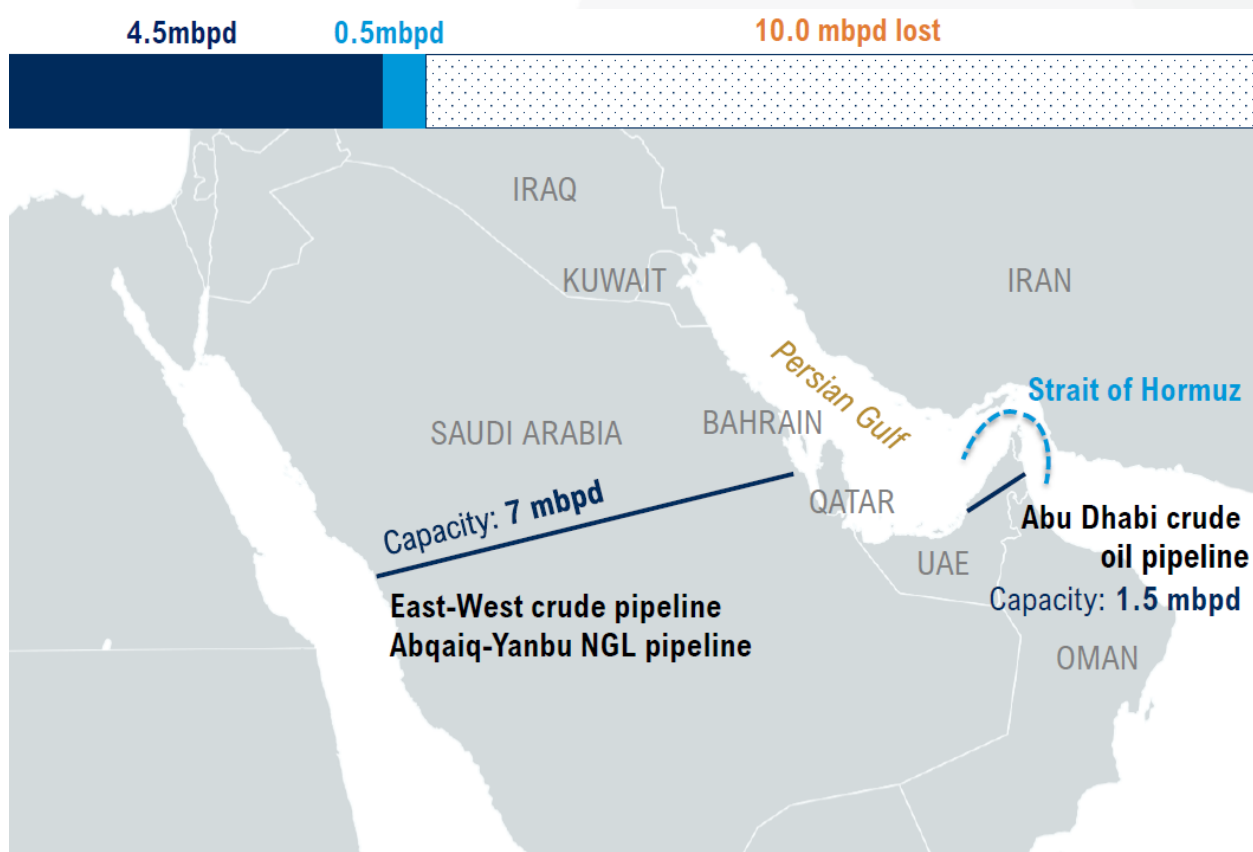 4.5mbpd
0.5mbpd
10.0 mbpd lost
IRAQ
KUWAIT
IRAN
Persian Gulf
Strait of Hormuz
SAUDI ARABIA
BAHRAIN
QATAR
Capacity: 7 mbpd
East-West crude pipeline
Abqaiq-Yanbu NGL pipeline
UAE
Abu Dhabi crude
oil pipeline
Capacity: 1.5 mbpd
OMAN